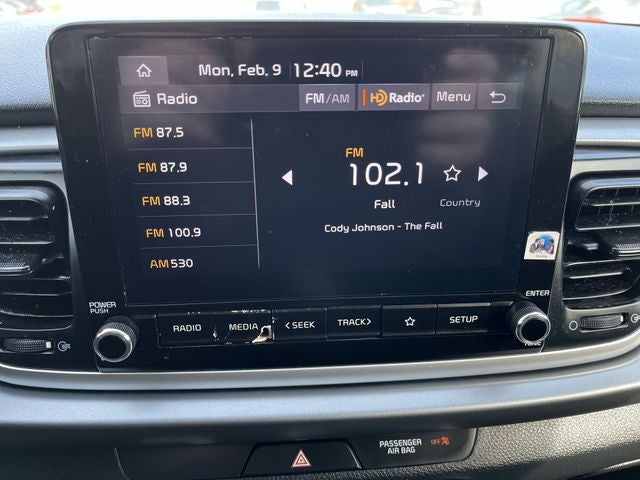 Mon, Feb, 9 12:40 PM
Radio FM/AM HD Radio Menu
FM 87.5
FM 87.9
FM 88.3
FM 100.9
AM 530
FM
102.1
Fall Country
Cody Johnson - The Fall
POWER
PUSH
ENTER
RADIO MEDIA < SEEK TRACK > SETUP
PASSENGER
AIR BAG OFF